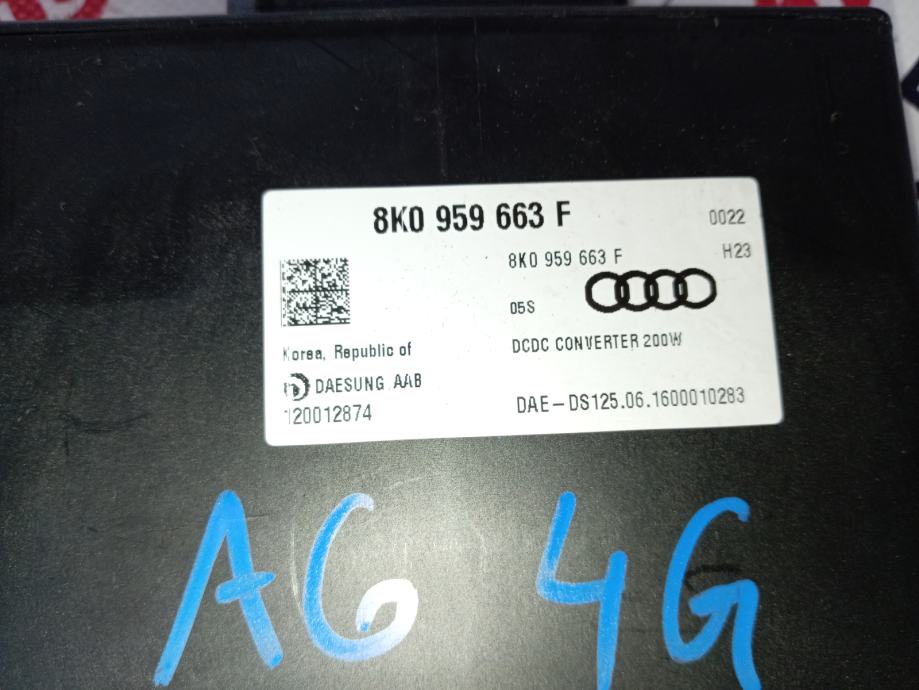 8K0 959 663 F
0022
8K0 959 663 F
H23
05S
Korea, Republic of
DCDC CONVERTER 200W
DAESUNG AAB
120012874
DAE-DS125.06.1600010283
A6 4G